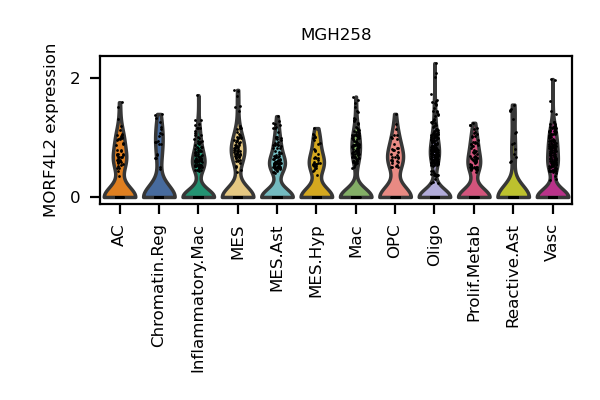 MGH258
MORF4L2 expression
2
0
AC
Chromatin.Reg
Inflammatory.Mac
MES
MES.Ast
MES.Hyp
Mac
OPC
Oligo
Prolif.Metab
Reactive.Ast
Vasc